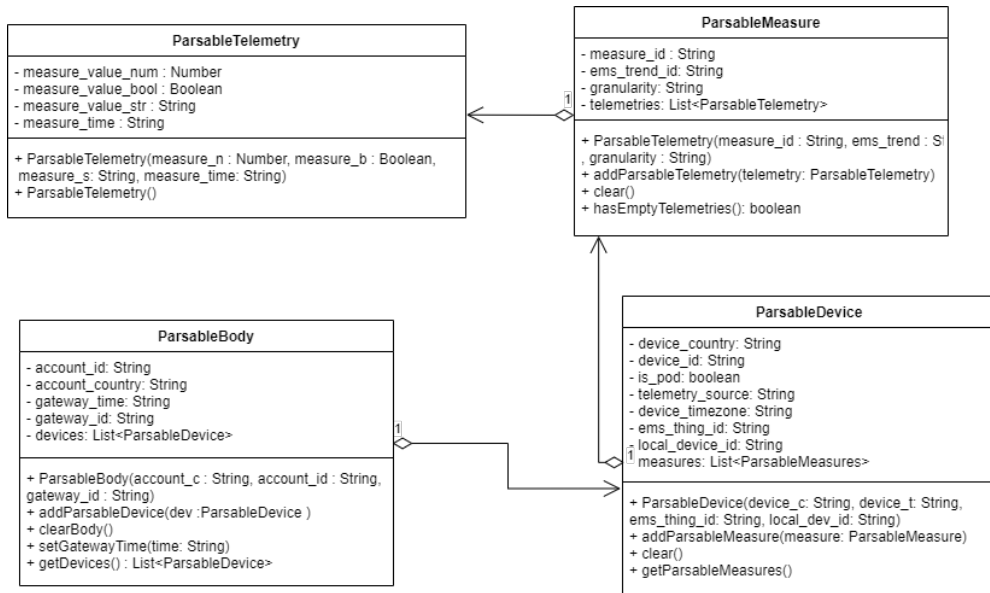 ParsableTelemetry
- measure_value_num : Number
- measure_value_bool : Boolean
- measure_value_str : String
- measure_time : String
+ ParsableTelemetry(measure_n : Number, measure_b : Boolean,
measure_s: String, measure_time: String)
+ ParsableTelemetry()
1
ParsableMeasure
- measure_id : String
- ems_trend_id: String
- granularity: String
- telemetries: List<ParsableTelemetry>
+ ParsableTelemetry(measure_id : String, ems_trend : St
, granularity : String)
+ addParsableTelemetry(telemetry: ParsableTelemetry)
+ clear()
+ hasEmptyTelemetries(): boolean
ParsableBody
- account_id: String
- account_country: String
- gateway_time: String
- gateway_id: String
- devices: List<ParsableDevice>
+ ParsableBody(account_c : String, account_id : String,
gateway_id : String)
+ addParsableDevice(dev :ParsableDevice )
+ clearBody()
+ setGatewayTime(time: String)
+ getDevices() : List<ParsableDevice>
1
ParsableDevice
- device_country: String
- device_id: String
- is_pod: boolean
- telemetry_source: String
- device_timezone: String
- ems_thing_id: String
- local_device_id: String
measures: List<ParsableMeasures>
1
+ ParsableDevice(device_c: String, device_t: String,
ems_thing_id: String, local_dev_id: String)
+ addParsableMeasure(measure: ParsableMeasure)
+ clear()
+ getParsableMeasures()